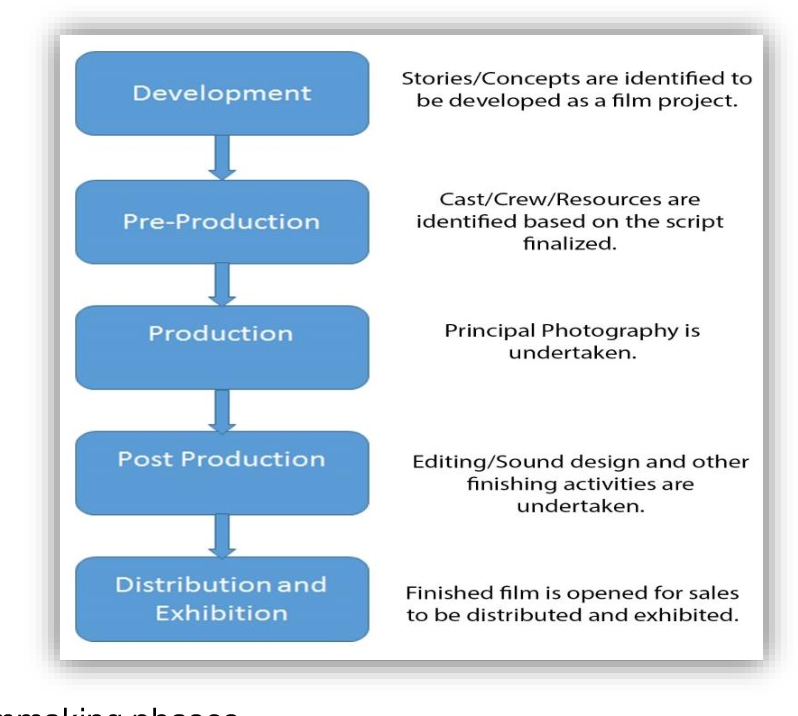 Development
Stories/Concepts are identified to
be developed as a film project.
Pre-Production
Cast/Crew/Resources are
identified based on the script
finalized.
Production
Principal Photography is
undertaken.
Post Production
Editing/Sound design and other
finishing activities are
undertaken.
Distribution and
Exhibition
Finished film is opened for sales
to be distributed and exhibited.
phases